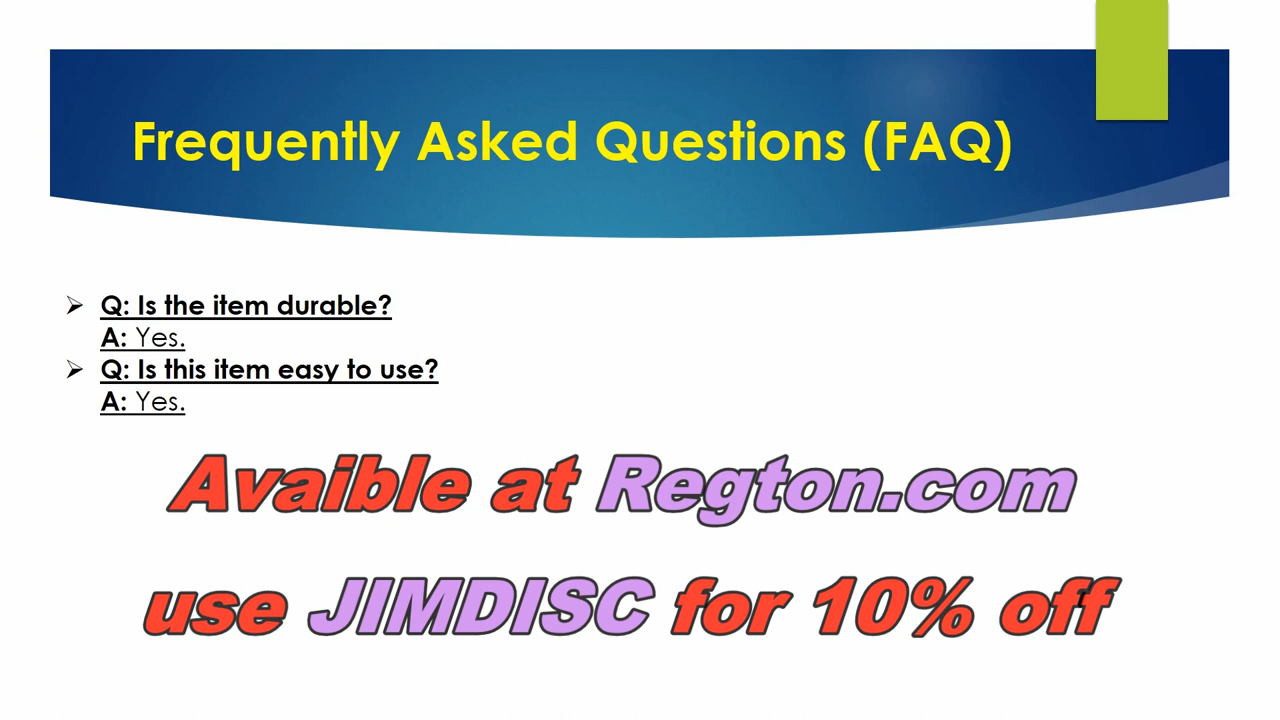 Frequently Asked Questions (FAQ)
➢ Q: Is the item durable?
A: Yes.
➢ Q: Is this item easy to use?
A: Yes.
Avaible at Regton.com
use JIMDISC for 10% off